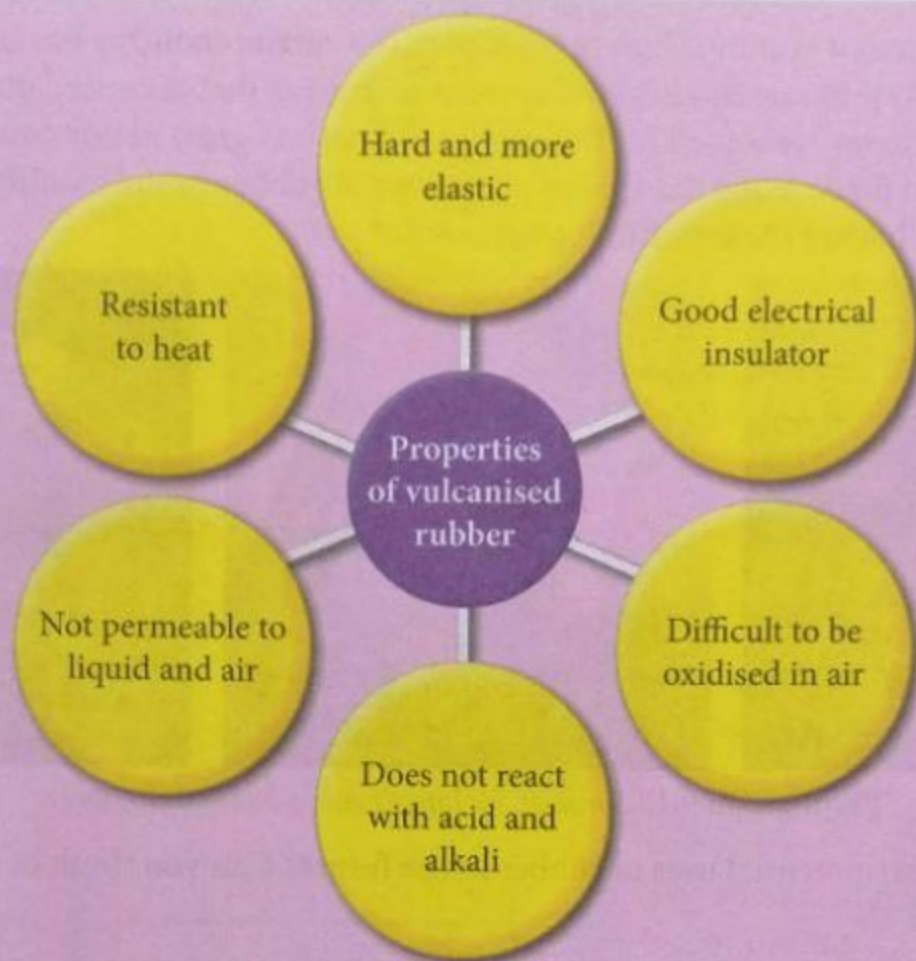 Hard and more
elastic
Resistant
to heat
Good electrical
insulator
Properties
of vulcanised
rubber
Not permeable to
liquid and air
Difficult to be
oxidised in air
Does not react
with acid and
alkali